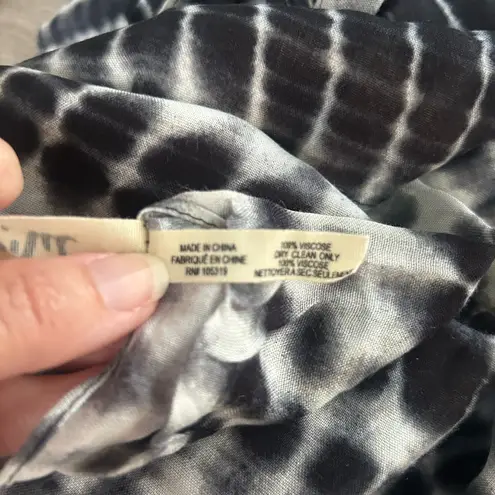 MADE IN CHINA
FABRIQUÉ EN CHINE
RN# 105319
100% VISCOSE
DRY CLEAN ONLY
100% VISCOSE
NETTOYER A SEC SEULEMENT